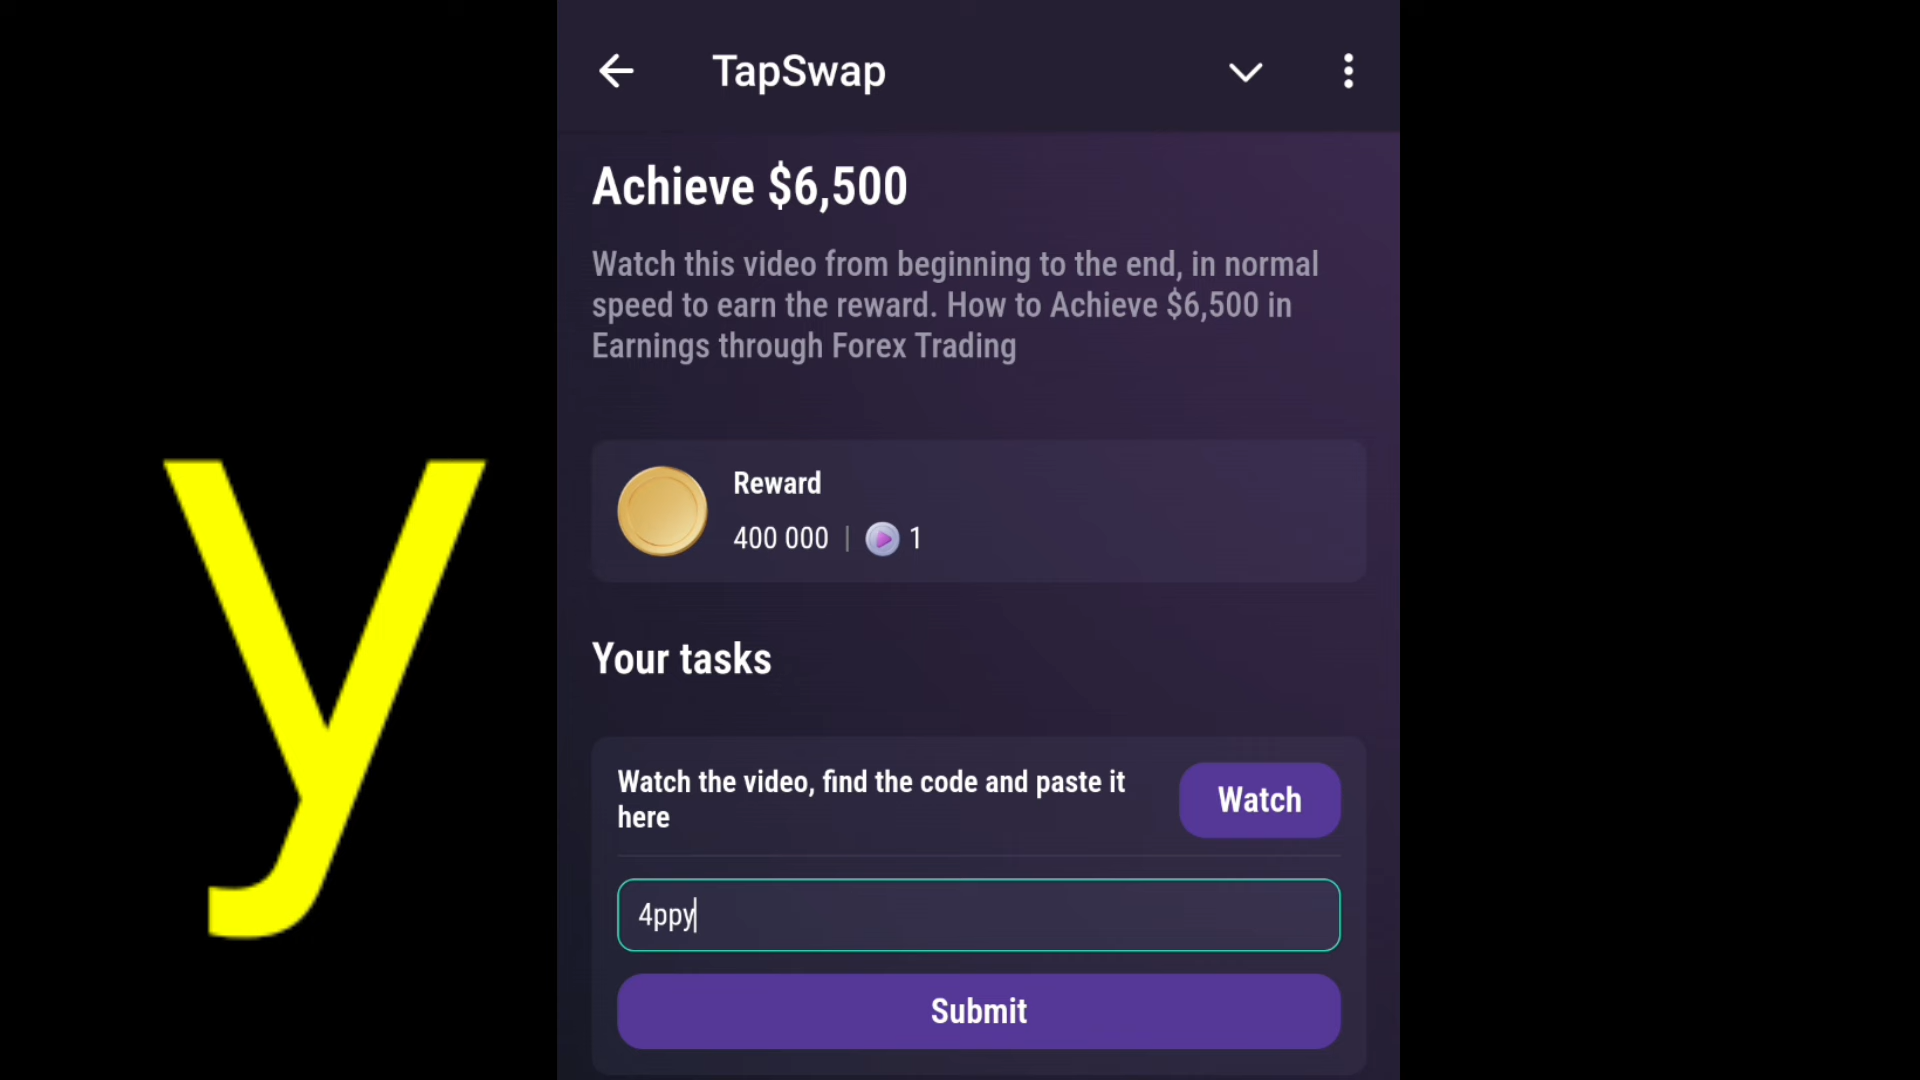 TapSwap
Achieve $6,500
Watch this video from beginning to the end, in normal
speed to earn the reward. How to Achieve $6,500 in
Earnings through Forex Trading
y
Reward
400 000 | 1
Your tasks
Watch the video, find the code and paste it
here
Watch
4ppy
Submit